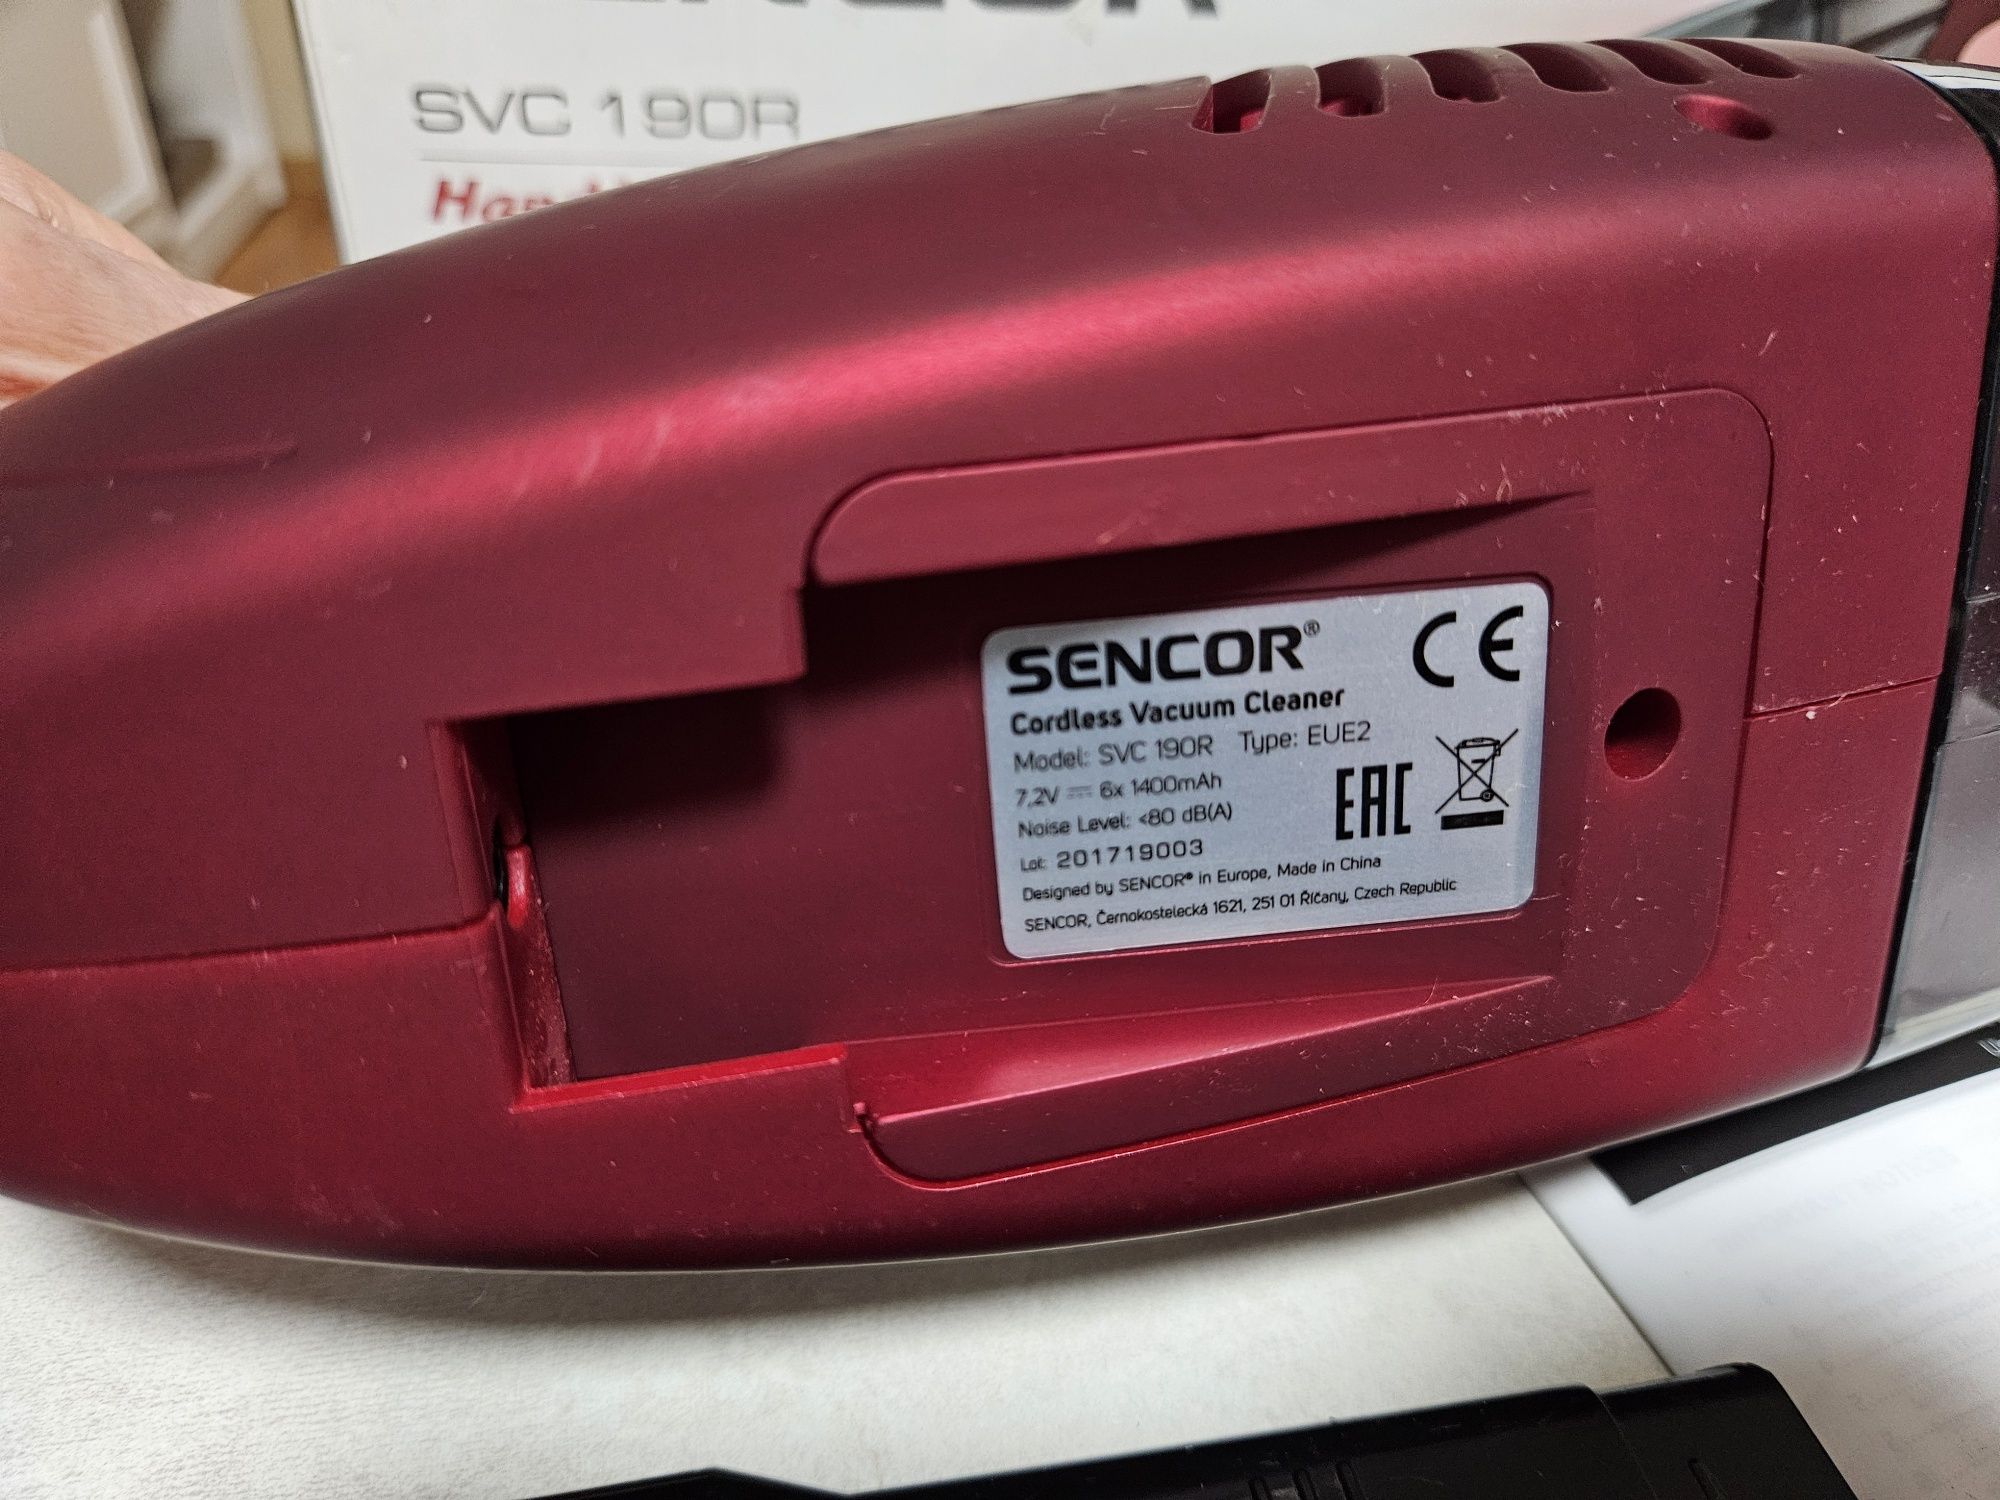 SENCOR
SVC 190R
SENCOR®
Cordless Vacuum Cleaner
Model: SVC 190R Type: EUE2
7,2V ⎓ 6x 1400mAh
Noise Level: <80 dB(A)
Lot: 201719003
Designed by SENCOR® in Europe, Made in China
SENCOR, Černokostelecká 1621, 251 01 Říčany, Czech Republic
CE
EAC